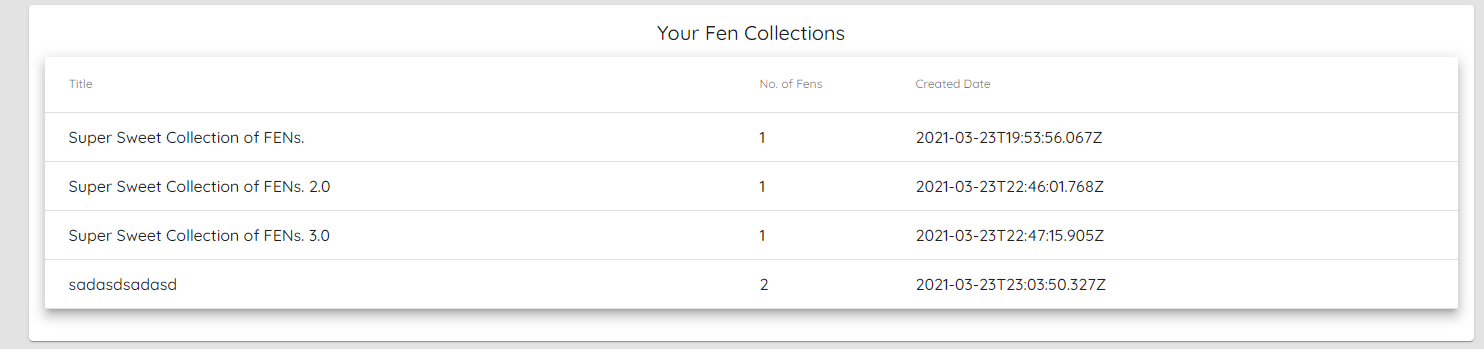 Your Fen Collections
Title No. of Fens Created Date
Super Sweet Collection of FENs. 1 2021-03-23T19:53:56.067Z
Super Sweet Collection of FENs. 2.0 1 2021-03-23T22:46:01.768Z
Super Sweet Collection of FENs. 3.0 1 2021-03-23T22:47:15.905Z
sadasdsadasd 2 2021-03-23T23:03:50.327Z